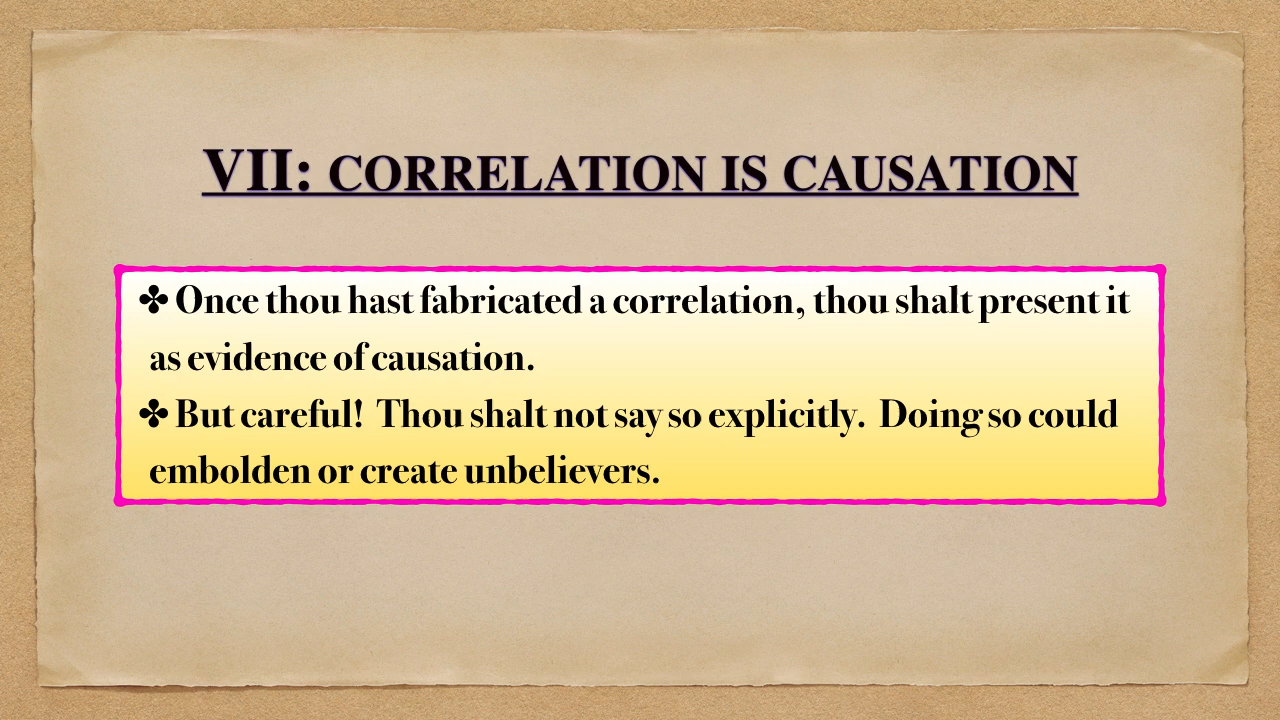 VII: CORRELATION IS CAUSATION
✤ Once thou hast fabricated a correlation, thou shalt present it
as evidence of causation.
✤ But careful!  Thou shalt not say so explicitly.  Doing so could
embolden or create unbelievers.